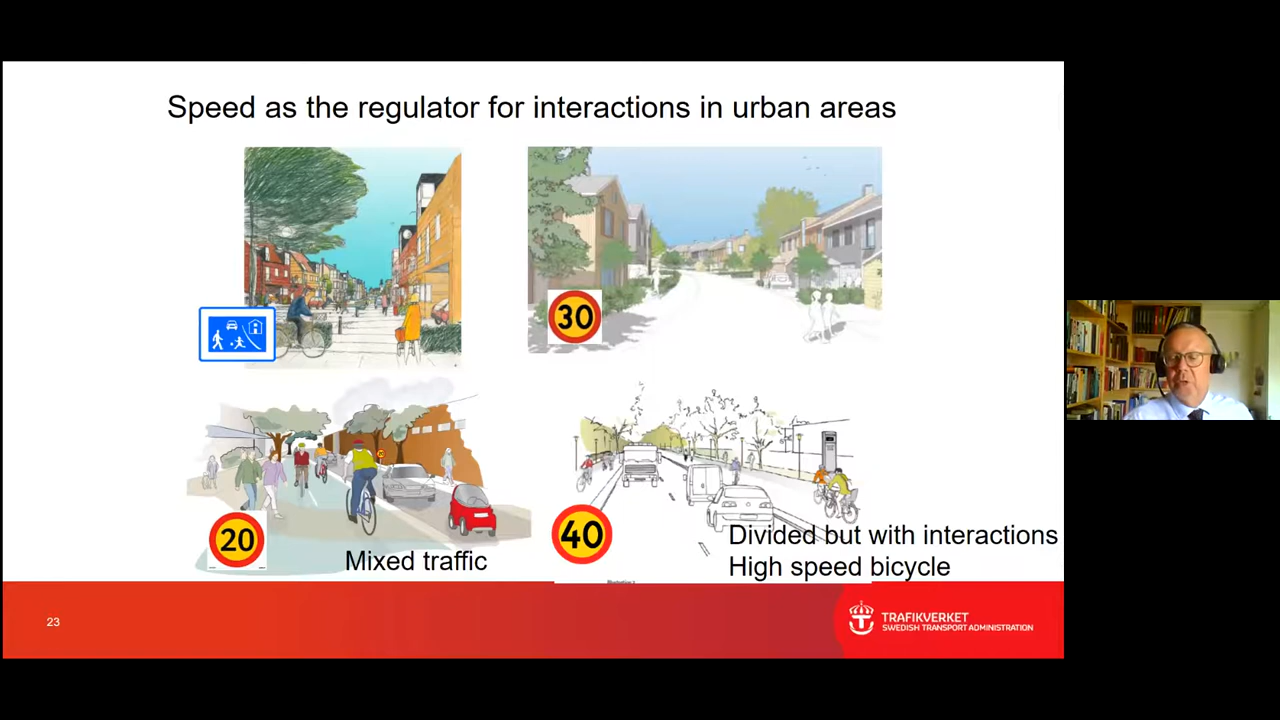 Speed as the regulator for interactions in urban areas
30
20
Mixed traffic
40
Divided but with interactions
High speed bicycle
23
TRAFIKVERKET
SWEDISH TRANSPORT ADMINISTRATION